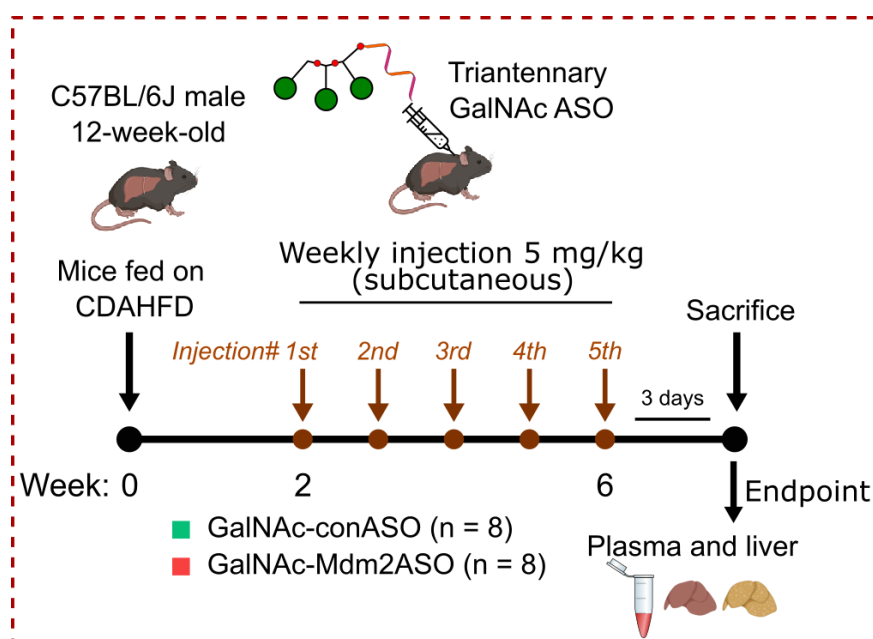 C57BL/6J male
12-week-old
Triantennary
GalNAc ASO
Mice fed on
CDAHFD
Weekly injection 5 mg/kg
(subcutaneous)
Sacrifice
Injection# 1st 2nd 3rd 4th 5th
3 days
Week: 0 2 6
Endpoint
GalNAc-conASO (n = 8)
GalNAc-Mdm2ASO (n = 8)
Plasma and liver